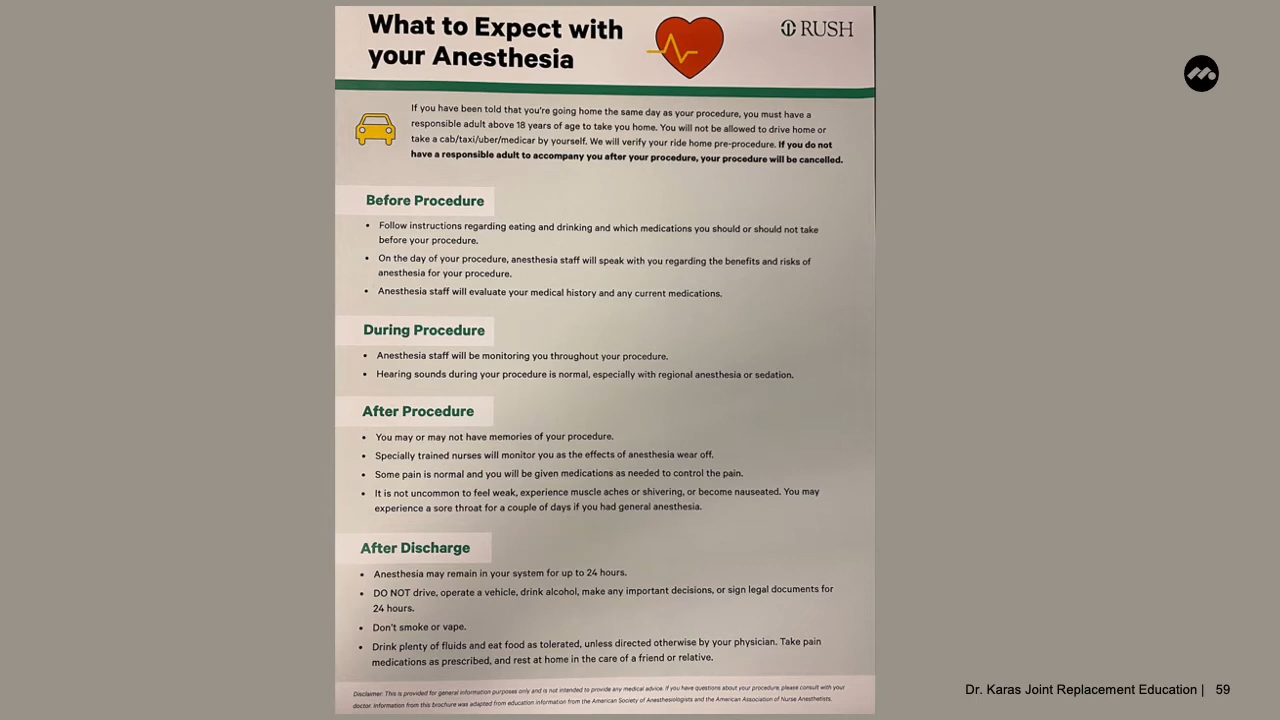 What to Expect with
your Anesthesia
RUSH
If you have been told that you're going home the same day as your procedure, you must have a
responsible adult above 18 years of age to take you home. You will not be allowed to drive home or
take a cab/taxi/uber/medicar by yourself. We will verify your ride home pre-procedure. If you do not
have a responsible adult to accompany you after your procedure, your procedure will be cancelled.
Before Procedure
• Follow instructions regarding eating and drinking and which medications you should or should not take
before your procedure.
• On the day of your procedure, anesthesia staff will speak with you regarding the benefits and risks of
anesthesia for your procedure.
• Anesthesia staff will evaluate your medical history and any current medications.
During Procedure
• Anesthesia staff will be monitoring you throughout your procedure.
• Hearing sounds during your procedure is normal, especially with regional anesthesia or sedation.
After Procedure
• You may or may not have memories of your procedure.
• Specially trained nurses will monitor you as the effects of anesthesia wear off.
• Some pain is normal and you will be given medications as needed to control the pain.
• It is not uncommon to feel weak, experience muscle aches or shivering, or become nauseated. You may
experience a sore throat for a couple of days if you had general anesthesia.
After Discharge
• Anesthesia may remain in your system for up to 24 hours.
• DO NOT drive, operate a vehicle, drink alcohol, make any important decisions, or sign legal documents for
24 hours.
• Don't smoke or vape.
• Drink plenty of fluids and eat food as tolerated, unless directed otherwise by your physician. Take pain
medications as prescribed, and rest at home in the care of a friend or relative.
Disclaimer: This is provided for general information purposes only and is not intended to provide any medical advice. If you have questions about your procedure, please consult with your
doctor. Information from this brochure was adapted from education information from the American Society of Anesthesiologists and the American Association of Nurse Anesthetists.
Dr. Karas Joint Replacement Education | 59